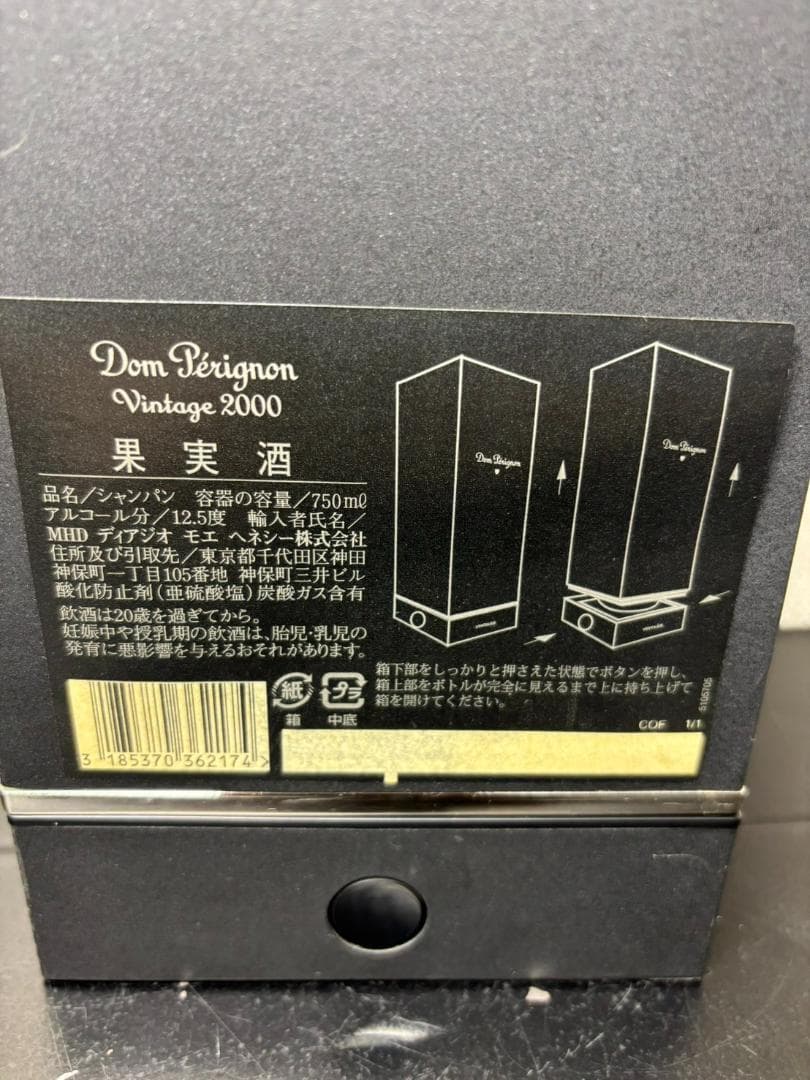 Dom Pérignon
Vintage 2000
果実酒
品名／シャンパン 容器の容量／750mℓ
アルコール分／12.5度 輸入者氏名／
MHD ディアジオ モエ ヘネシー株式会社
住所及び引取先／東京都千代田区神田
神保町一丁目105番地 神保町三井ビル
酸化防止剤(亜硫酸塩)炭酸ガス含有
飲酒は20歳を過ぎてから。
妊娠中や授乳期の飲酒は、胎児・乳児の
発育に悪影響を与えるおそれがあります。
3 185370 362174 >
紙
箱
プラ
中底
Dom Pérignon
Dom Pérignon
箱下部をしっかりと押さえた状態でボタンを押し、
箱上部をボトルが完全に見えるまで上に持ち上げて
箱を開けてください。
COF 1/1